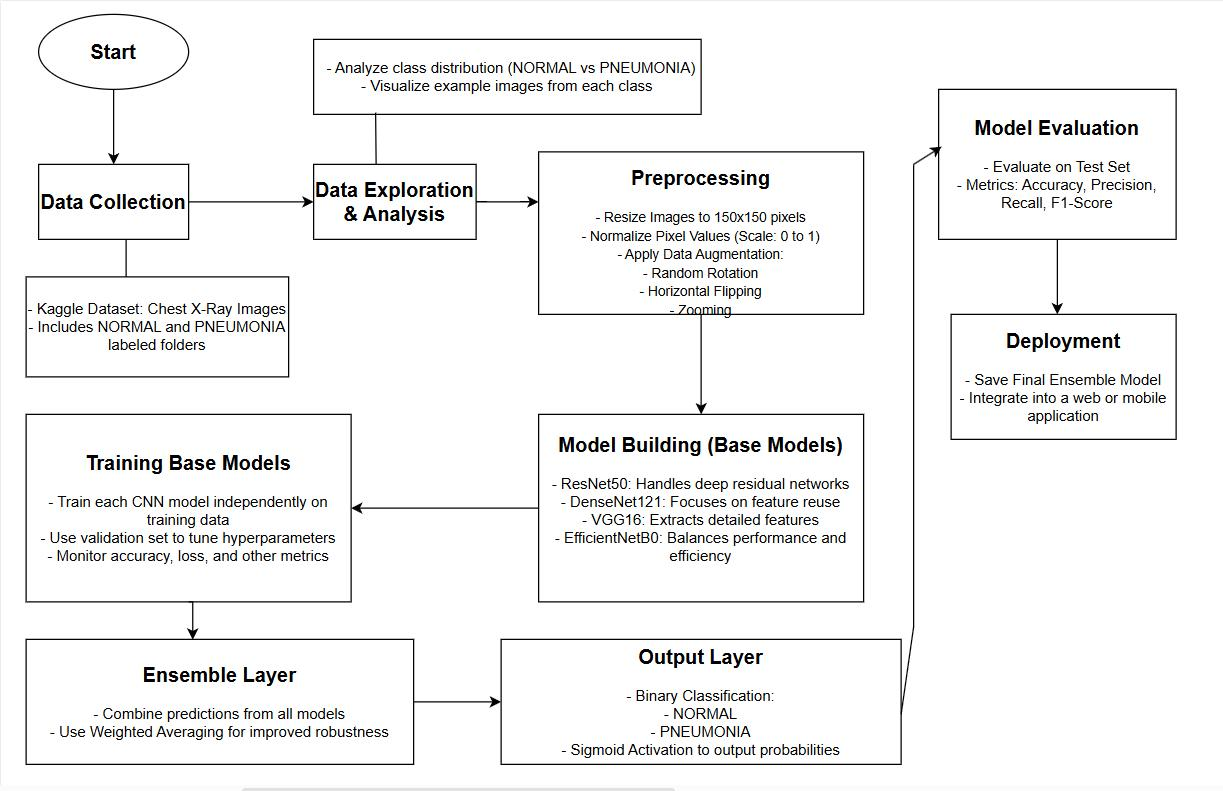 Start
- Analyze class distribution (NORMAL vs PNEUMONIA)
- Visualize example images from each class
Data Collection
- Kaggle Dataset: Chest X-Ray Images
- Includes NORMAL and PNEUMONIA
labeled folders
Data Exploration
& Analysis
Preprocessing
- Resize Images to 150x150 pixels
- Normalize Pixel Values (Scale: 0 to 1)
- Apply Data Augmentation:
- Random Rotation
- Horizontal Flipping
- Zooming
Model Building (Base Models)
- ResNet50: Handles deep residual networks
- DenseNet121: Focuses on feature reuse
- VGG16: Extracts detailed features
- EfficientNetB0: Balances performance and
efficiency
Training Base Models
- Train each CNN model independently on
training data
- Use validation set to tune hyperparameters
- Monitor accuracy, loss, and other metrics
Ensemble Layer
- Combine predictions from all models
- Use Weighted Averaging for improved robustness
Output Layer
- Binary Classification:
- NORMAL
- PNEUMONIA
- Sigmoid Activation to output probabilities
Model Evaluation
- Evaluate on Test Set
- Metrics: Accuracy, Precision,
Recall, F1-Score
Deployment
- Save Final Ensemble Model
- Integrate into a web or mobile
application